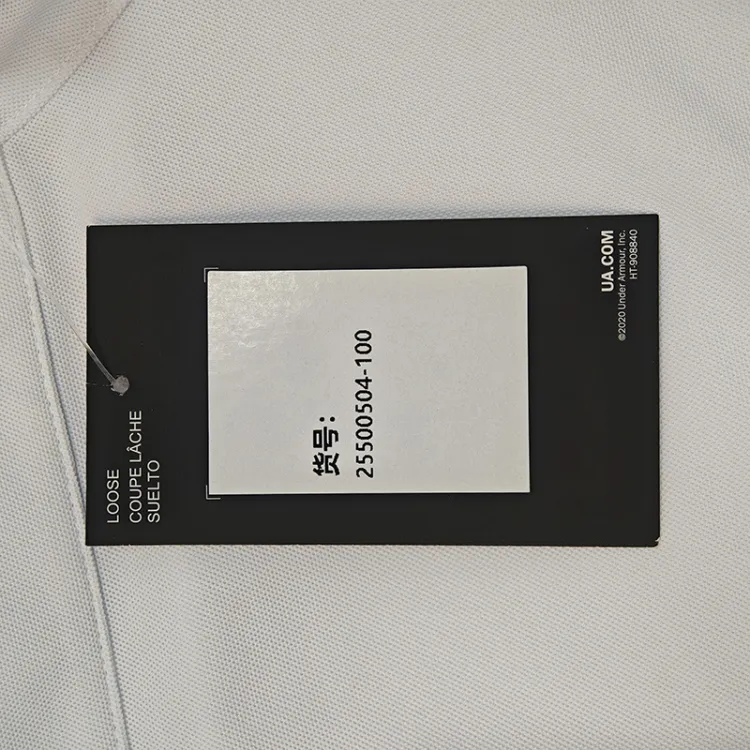 LOOSE
COUPE LÂCHE
SUELTO
货号：
25500504-100
UA.COM
©2020 Under Armour, Inc.
HT-908840